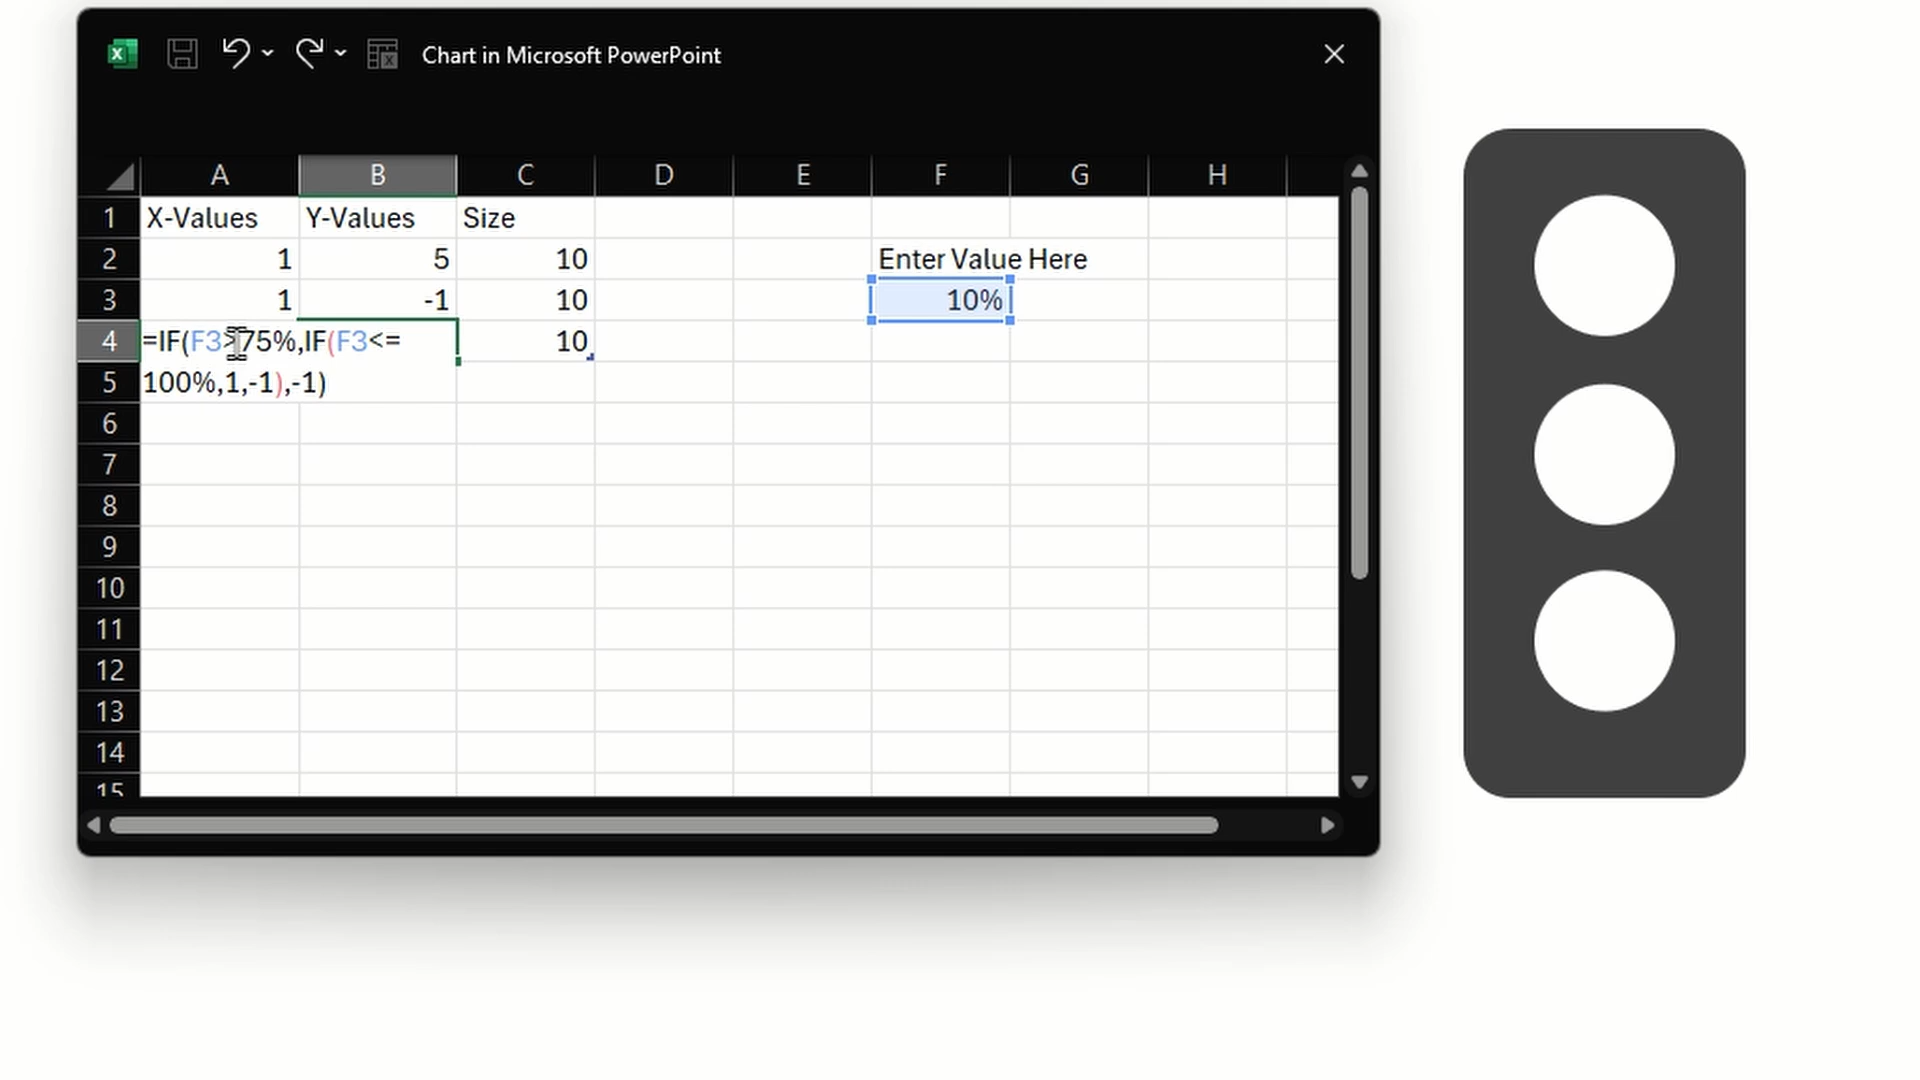 Chart in Microsoft PowerPoint
A B C D E F G H
1 X-Values Y-Values Size
2 1 5 10 Enter Value Here
3 1 -1 10 10%
4 =IF(F3>75%,IF(F3<= 10
5 100%,1,-1),-1)
6
7
8
9
10
11
12
13
14
15